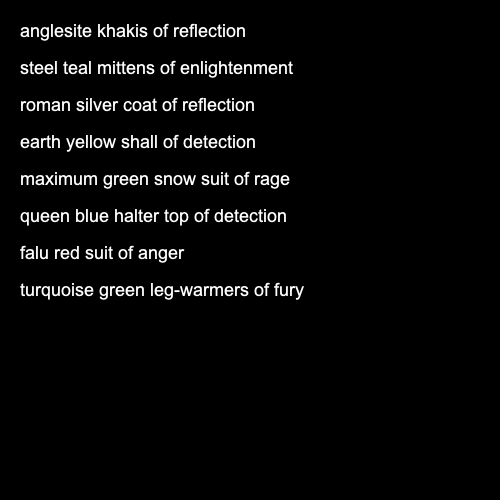 anglesite khakis of reflection
steel teal mittens of enlightenment
roman silver coat of reflection
earth yellow shall of detection
maximum green snow suit of rage
queen blue halter top of detection
falu red suit of anger
turquoise green leg-warmers of fury